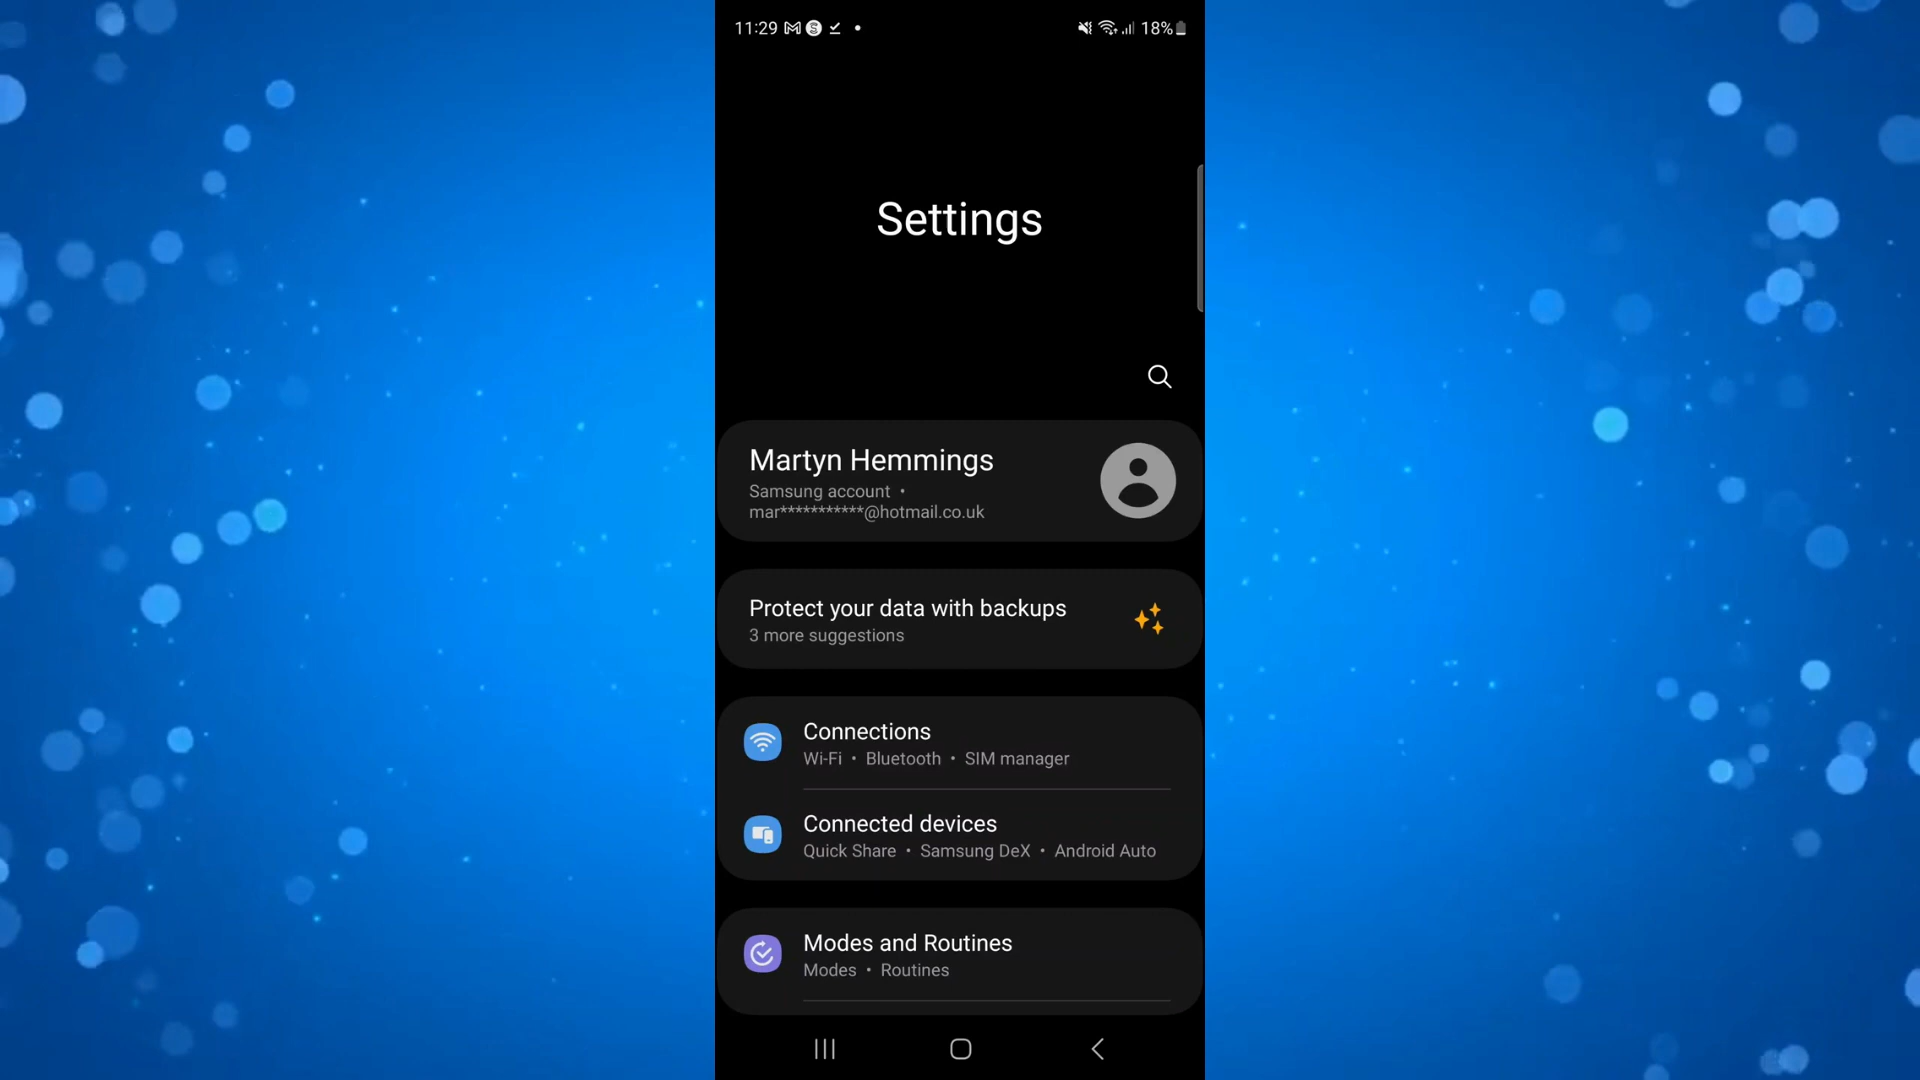 11:29
18%
Settings
Martyn Hemmings
Samsung account •
mar***********@hotmail.co.uk
Protect your data with backups
3 more suggestions
Connections
Wi-Fi • Bluetooth • SIM manager
Connected devices
Quick Share • Samsung DeX • Android Auto
Modes and Routines
Modes • Routines